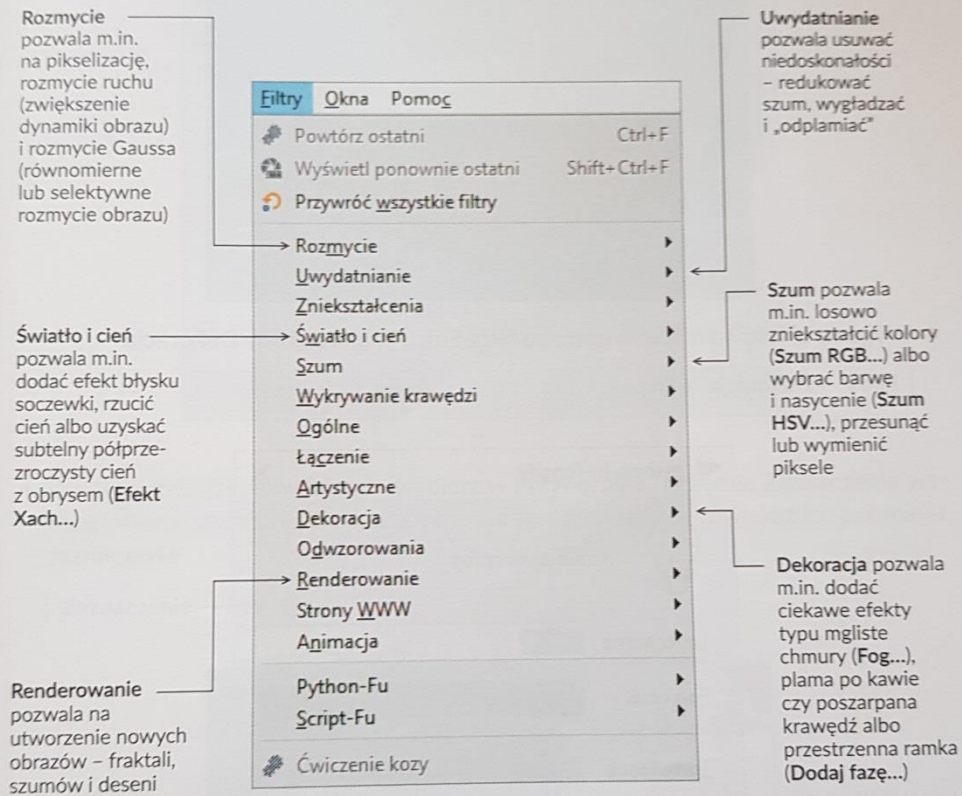 Rozmycie
pozwala m.in.
na pikselizację,
rozmycie ruchu
(zwiększenie
dynamiki obrazu)
i rozmycie Gaussa
(równomierne
lub selektywne
rozmycie obrazu)
Światło i cień
pozwala m.in.
dodać efekt błysku
soczewki, rzucić
cień albo uzyskać
subtelny półprze-
zroczysty cień
z obrysem (Efekt
Xach...)
Renderowanie
pozwala na
utworzenie nowych
obrazów – fraktali,
szumów i deseni
Filtry Okna Pomoc
Powtórz ostatni Ctrl+F
Wyświetl ponownie ostatni Shift+Ctrl+F
Przywróć wszystkie filtry
Rozmycie
Uwydatnianie
Zniekształcenia
Światło i cień
Szum
Wykrywanie krawędzi
Ogólne
Łączenie
Artystyczne
Dekoracja
Odwzorowania
Renderowanie
Strony WWW
Animacja
Python-Fu
Script-Fu
Ćwiczenie kozy
Uwydatnianie
pozwala usuwać
niedoskonałości
– redukować
szum, wygładzać
i „odplamiać”
Szum pozwala
m.in. losowo
zniekształcić kolory
(Szum RGB...) albo
wybrać barwę
i nasycenie (Szum
HSV...), przesunąć
lub wymienić
piksele
Dekoracja pozwala
m.in. dodać
ciekawe efekty
typu mgliste
chmury (Fog...),
plama po kawie
czy poszarpana
krawędź albo
przestrzenna ramka
(Dodaj fazę...)